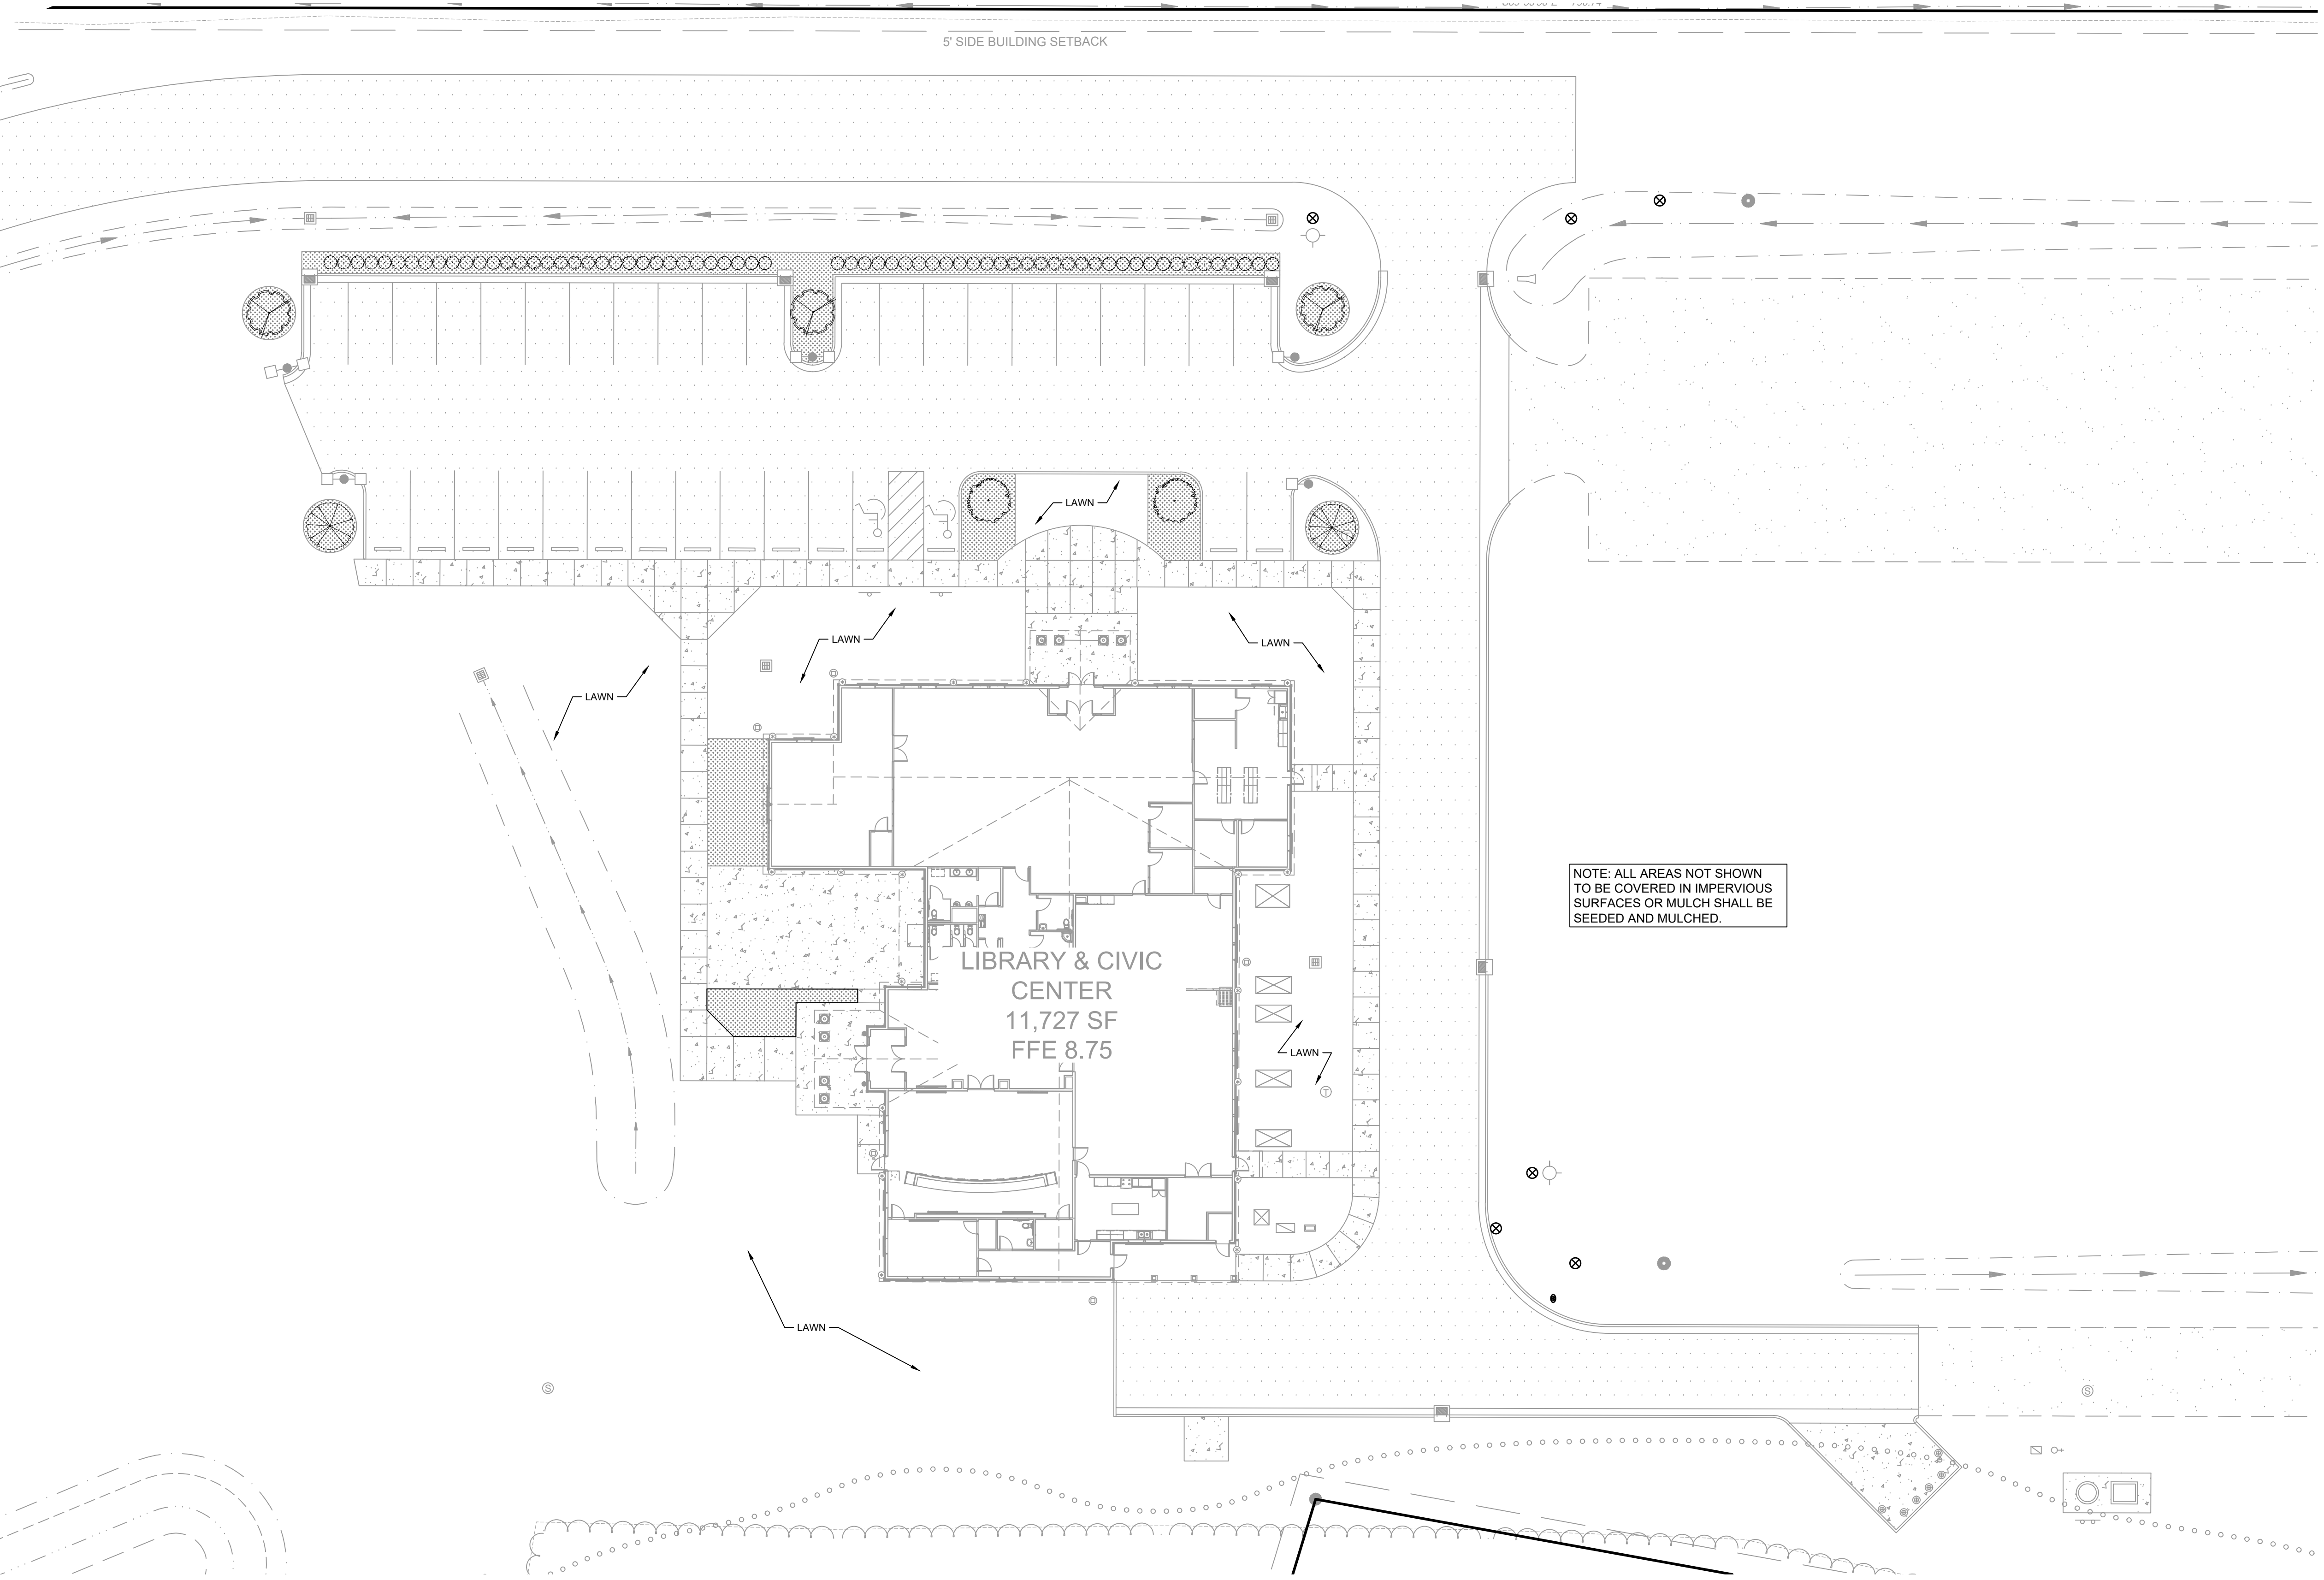 5' SIDE BUILDING SETBACK
LAWN
LAWN
LAWN
LAWN
NOTE: ALL AREAS NOT SHOWN
TO BE COVERED IN IMPERVIOUS
SURFACES OR MULCH SHALL BE
SEEDED AND MULCHED.
LIBRARY & CIVIC
CENTER
11,727 SF
FFE 8.75
LAWN
T
LAWN
S
S